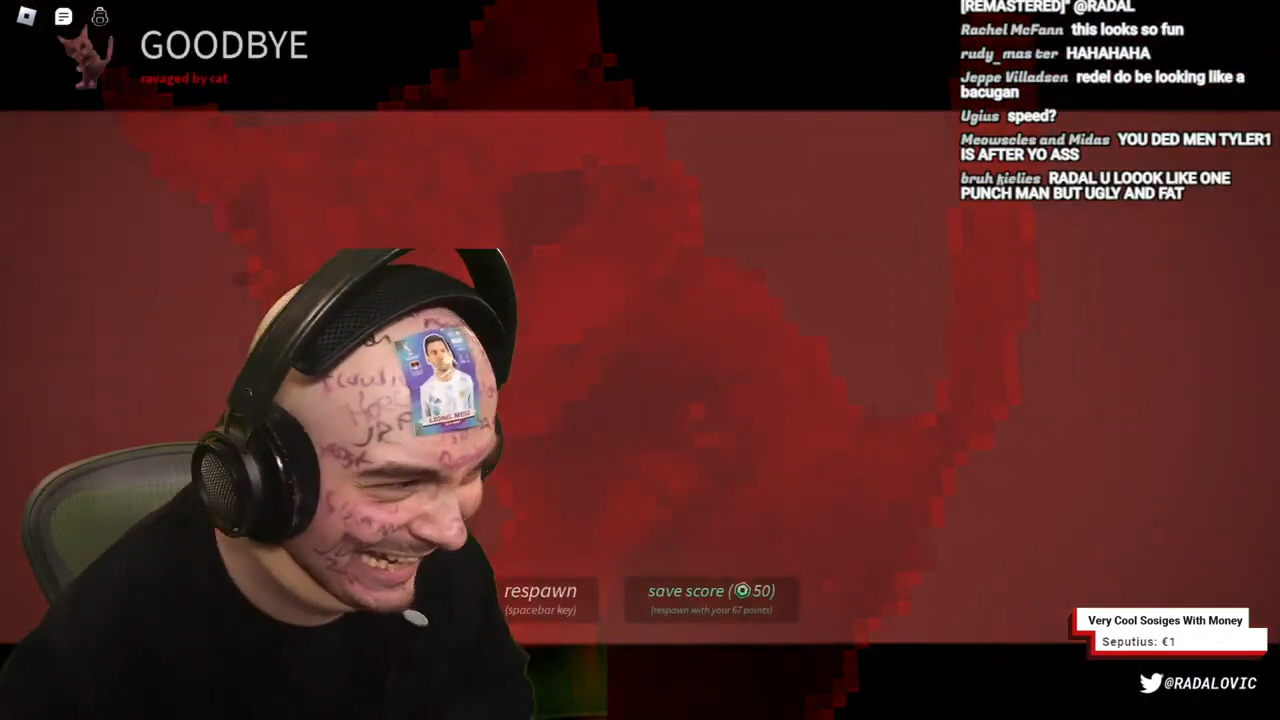 GOODBYE
ravaged by cat
[REMASTERED]" @RADAL
Rachel McFann this looks so fun
rudy_mas ter HAHAHAHA
Jeppe Villadsen redel do be looking like a
bacugan
Ugius speed?
Meowscles and Midas YOU DED MEN TYLER1
IS AFTER YO ASS
bruh kielies RADAL U LOOOK LIKE ONE
PUNCH MAN BUT UGLY AND FAT
LIONEL MESSI
respawn
(spacebar key)
save score (50)
(respawn with your 67 points)
Very Cool Sosiges With Money
Seputius: €1
@RADALOVIC